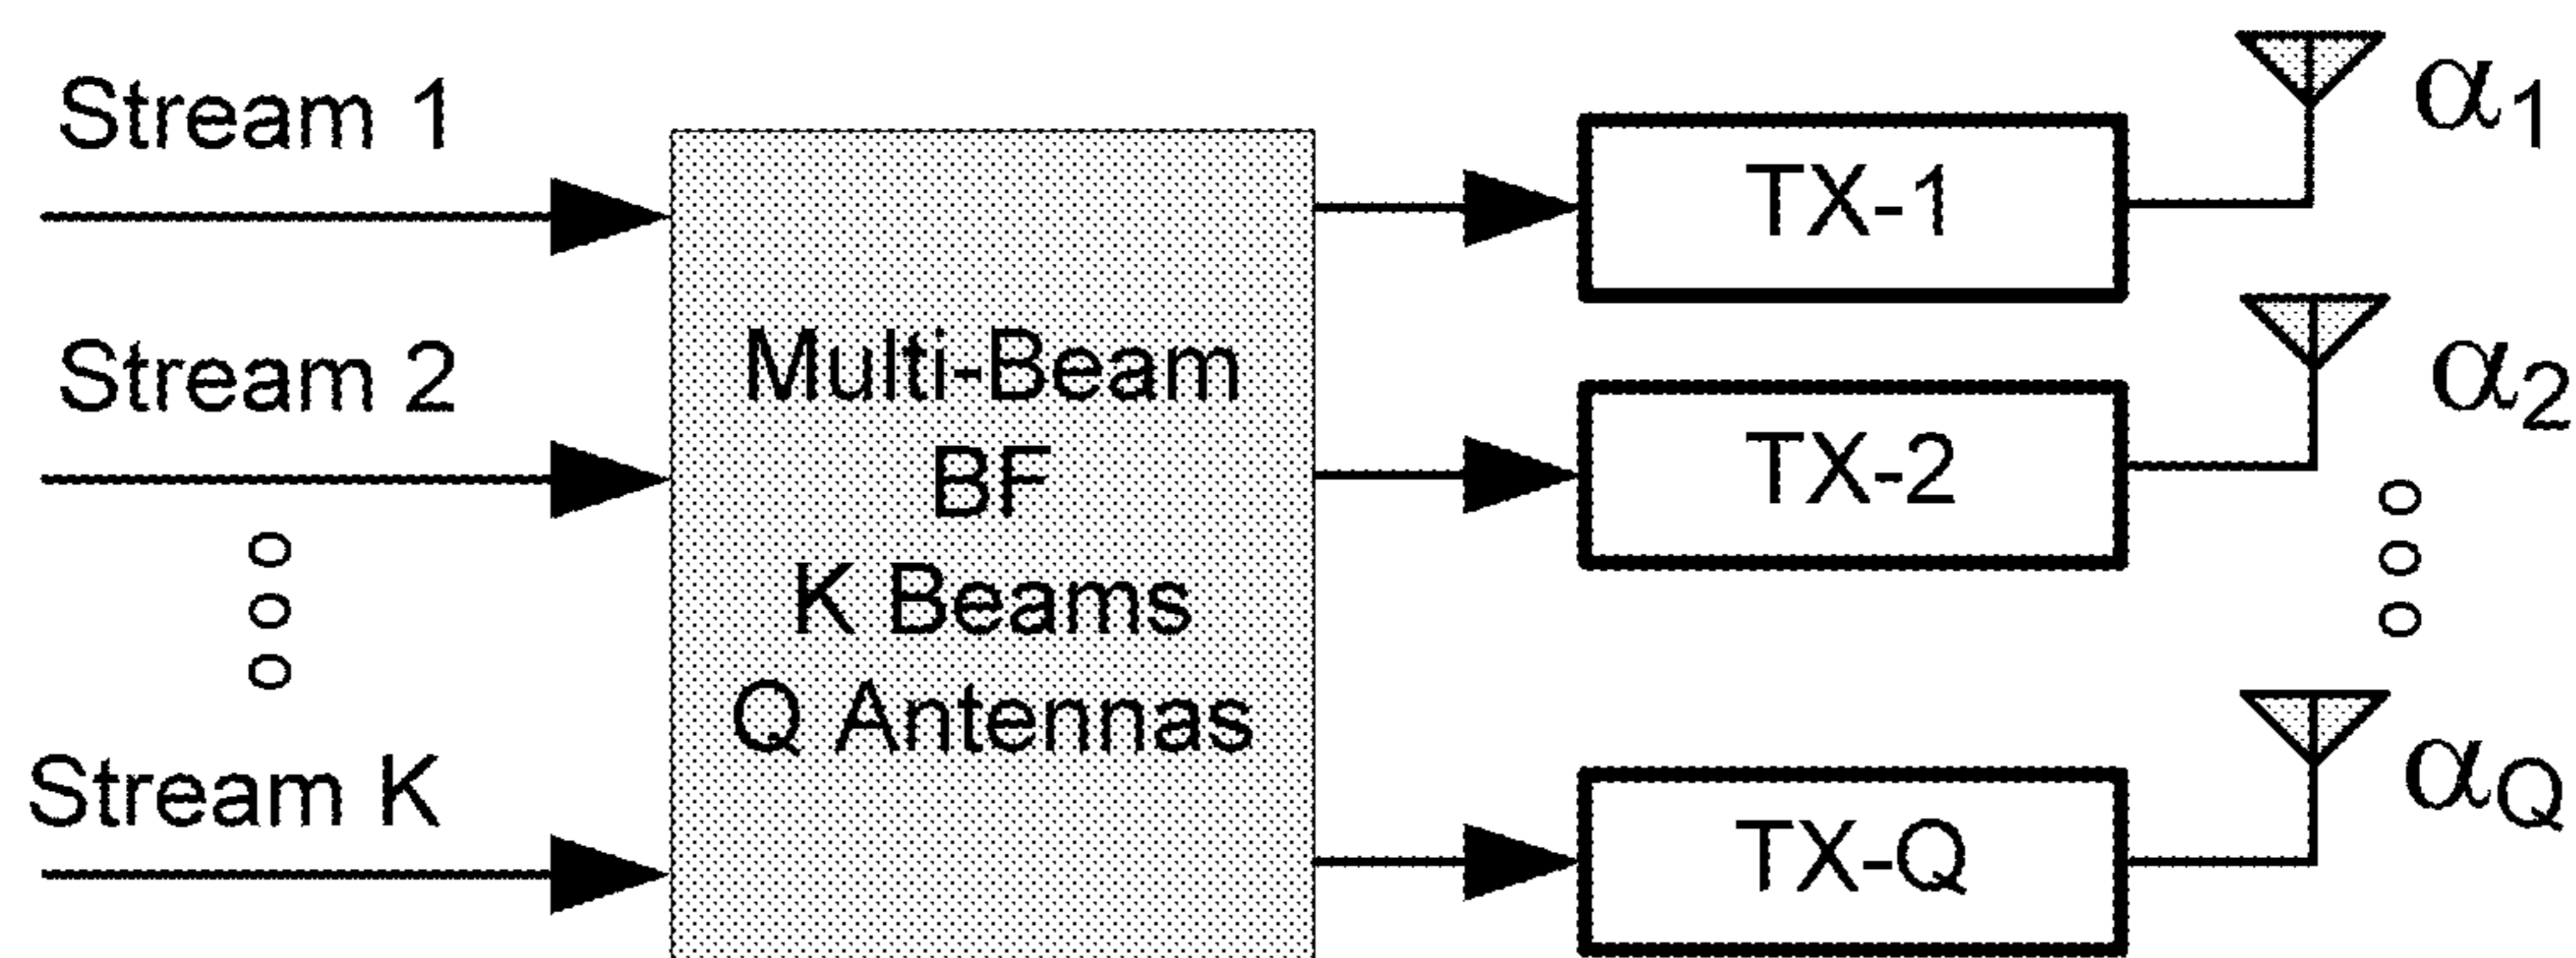 Stream 1
Stream 2
Stream K
Multi-Beam
BF
K Beams
Q Antennas
TX-1
TX-2
TX-Q
α1
α2
αQ